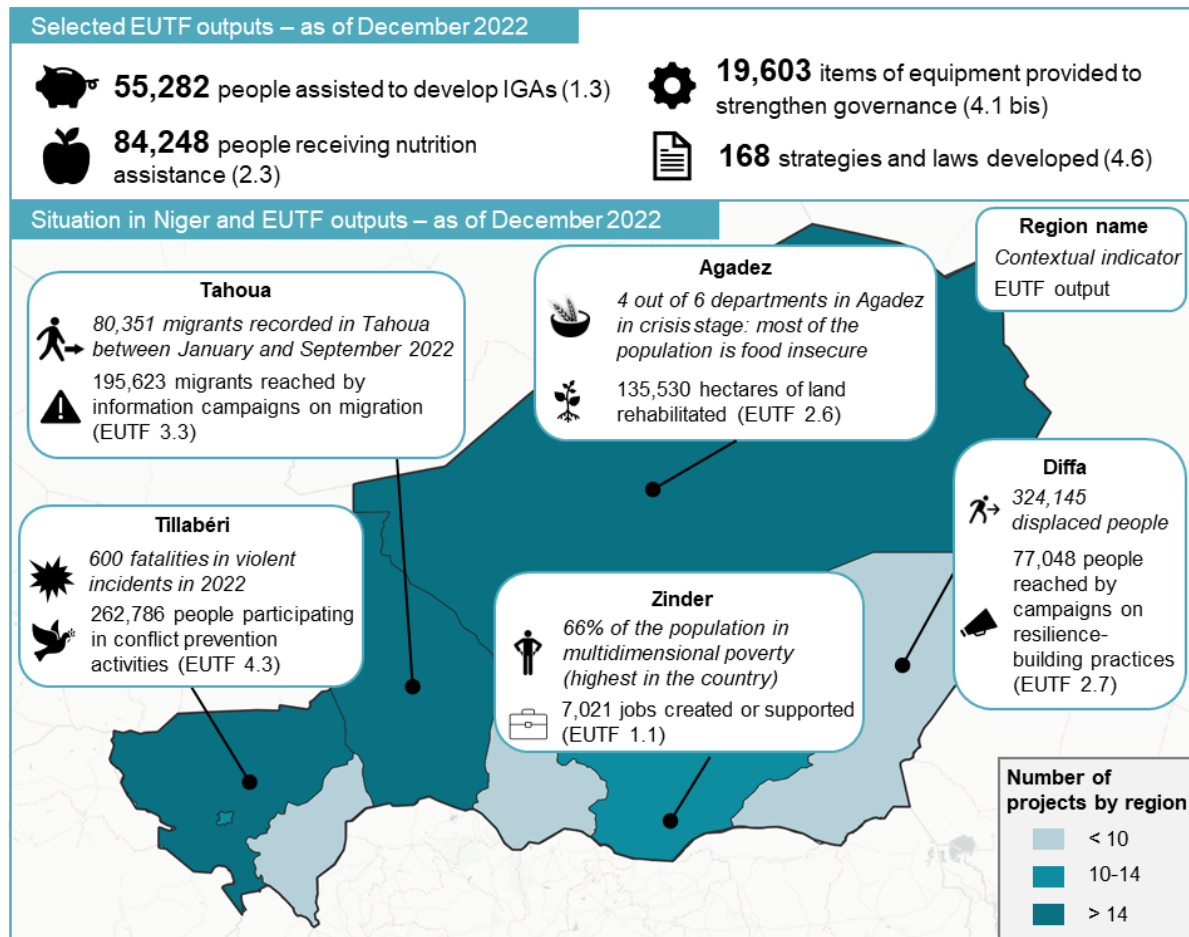 Selected EUTF outputs – as of December 2022
55,282 people assisted to develop IGAs (1.3)
84,248 people receiving nutrition
assistance (2.3)
19,603 items of equipment provided to
strengthen governance (4.1 bis)
168 strategies and laws developed (4.6)
Situation in Niger and EUTF outputs – as of December 2022
Region name
Contextual indicator
EUTF output
Tahoua
80,351 migrants recorded in Tahoua
between January and September 2022
195,623 migrants reached by
information campaigns on migration
(EUTF 3.3)
Agadez
4 out of 6 departments in Agadez
in crisis stage: most of the
population is food insecure
135,530 hectares of land
rehabilitated (EUTF 2.6)
Diffa
324,145
displaced people
77,048 people
reached by
campaigns on
resilience-
building practices
(EUTF 2.7)
Tillabéri
600 fatalities in violent
incidents in 2022
262,786 people participating
in conflict prevention
activities (EUTF 4.3)
Zinder
66% of the population in
multidimensional poverty
(highest in the country)
7,021 jobs created or supported
(EUTF 1.1)
Number of
projects by region
< 10
10-14
> 14